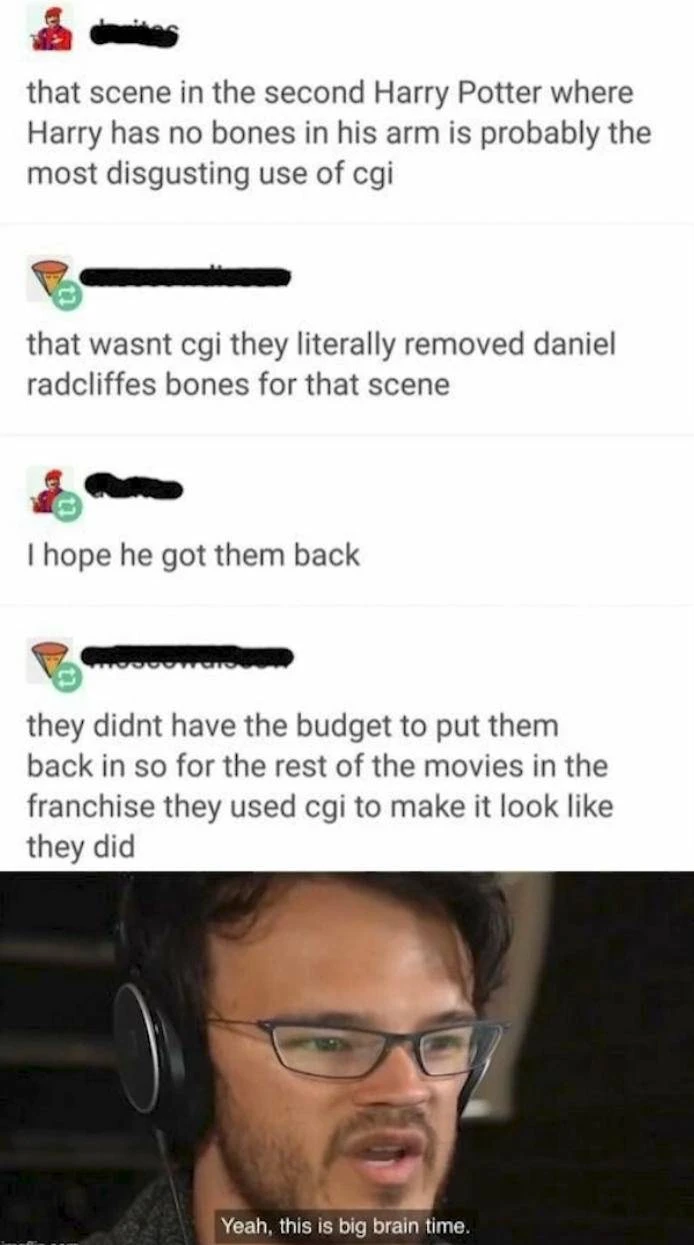 that scene in the second Harry Potter where
Harry has no bones in his arm is probably the
most disgusting use of cgi
that wasnt cgi they literally removed daniel
radcliffes bones for that scene
I hope he got them back
they didnt have the budget to put them
back in so for the rest of the movies in the
franchise they used cgi to make it look like
they did
Yeah, this is big brain time.